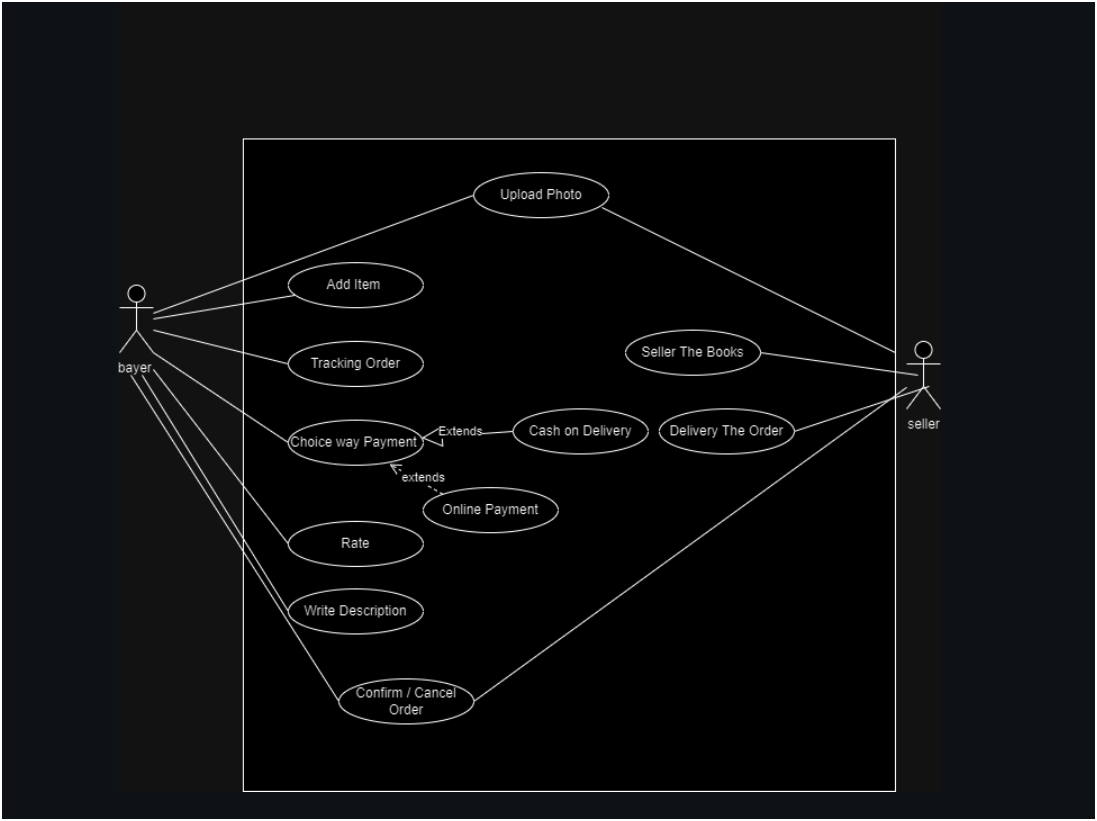 Upload Photo
Add Item
Tracking Order
Seller The Books
bayer
seller
Choice way Payment
Extends
Cash on Delivery
Delivery The Order
extends
Online Payment
Rate
Write Description
Confirm / Cancel
Order